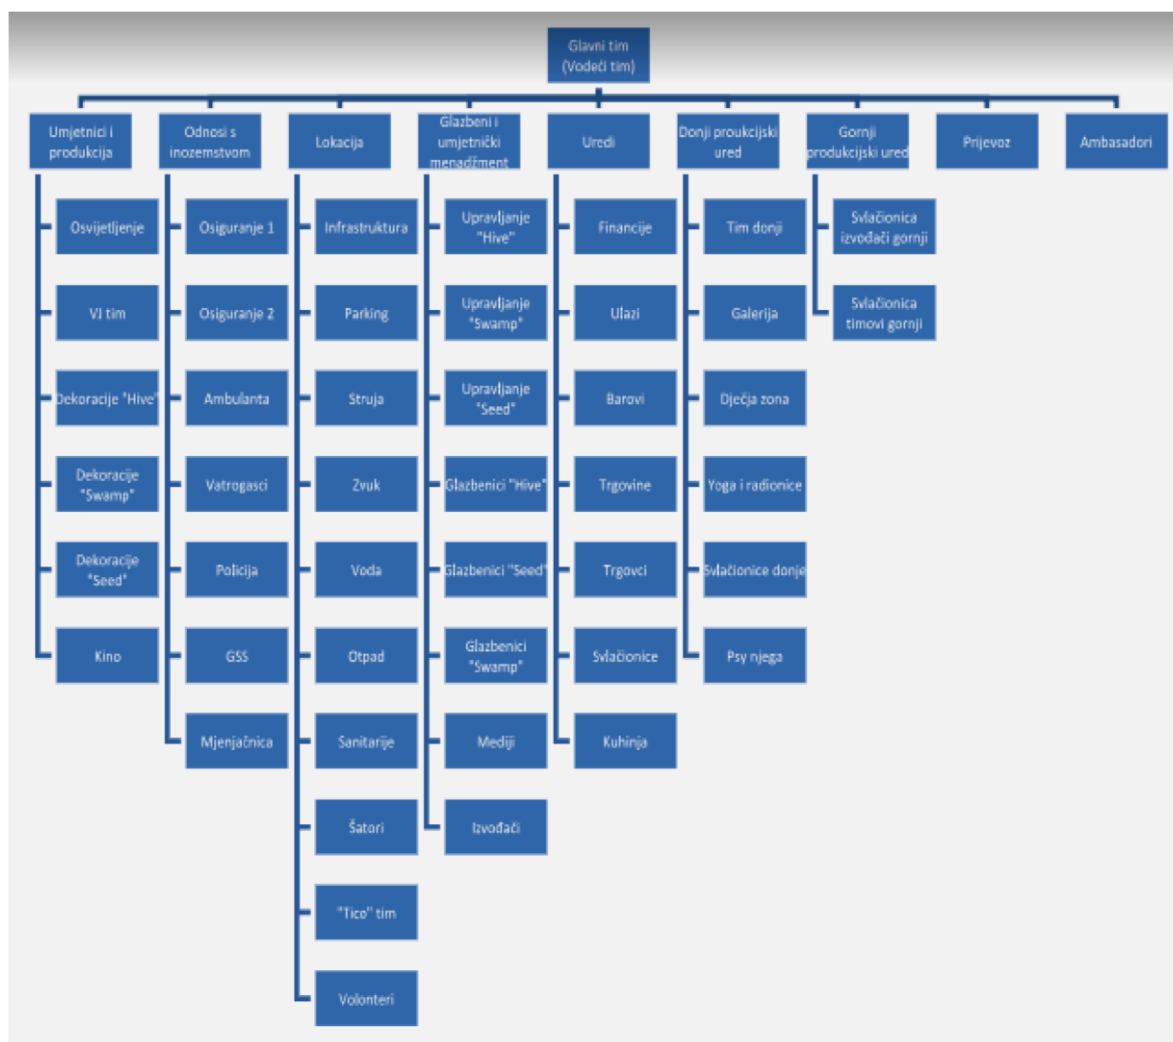 Glavni tim
(Vodeći tim)
Umjetnici i
produkcija
Osvijetljenje
VJ tim
Dekoracije "Hive"
Dekoracije
"Swamp"
Dekoracije
"Seed"
Kino
Odnosi s
inozemstvom
Osiguranje 1
Osiguranje 2
Ambulanta
Vatrogasci
Policija
GSS
Mjenjačnica
Lokacija
Infrastruktura
Parking
Struja
Zvuk
Voda
Otpad
Sanitarije
Šatori
"Tico" tim
Volonteri
Glazbeni i
umjetnički
menadžment
Upravljanje
"Hive"
Upravljanje
"Swamp"
Upravljanje
"Seed"
Glazbenici "Hive"
Glazbenici "Seed"
Glazbenici
"Swamp"
Mediji
Izvođači
Uredi
Financije
Ulazi
Barovi
Trgovine
Trgovci
Svlačionice
Kuhinja
Donji proukcijski
ured
Tim donji
Galerija
Dječja zona
Yoga i radionice
Svlačionice donje
Psy njega
Gornji
produkcijski ured
Svlačionica
izvođači gornji
Svlačionica
timovi gornji
Prijevoz
Ambasadori